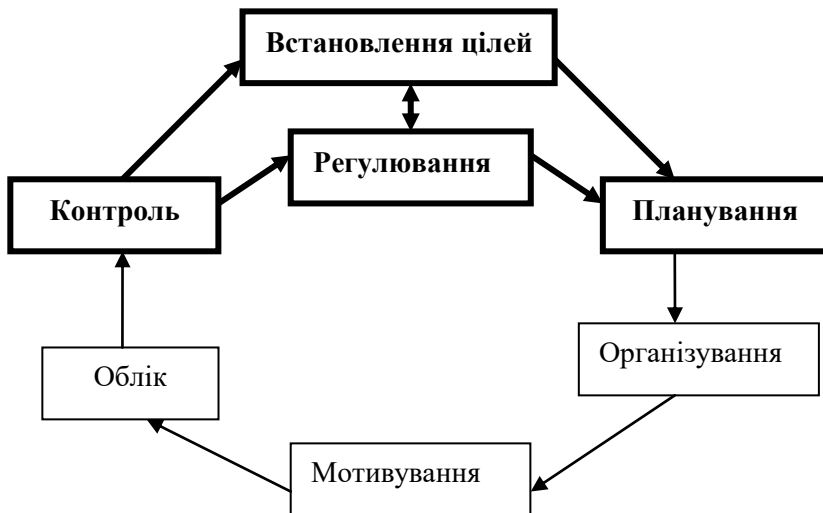 Встановлення цілей
Регулювання
Контроль
Планування
Організування
Облік
Мотивування